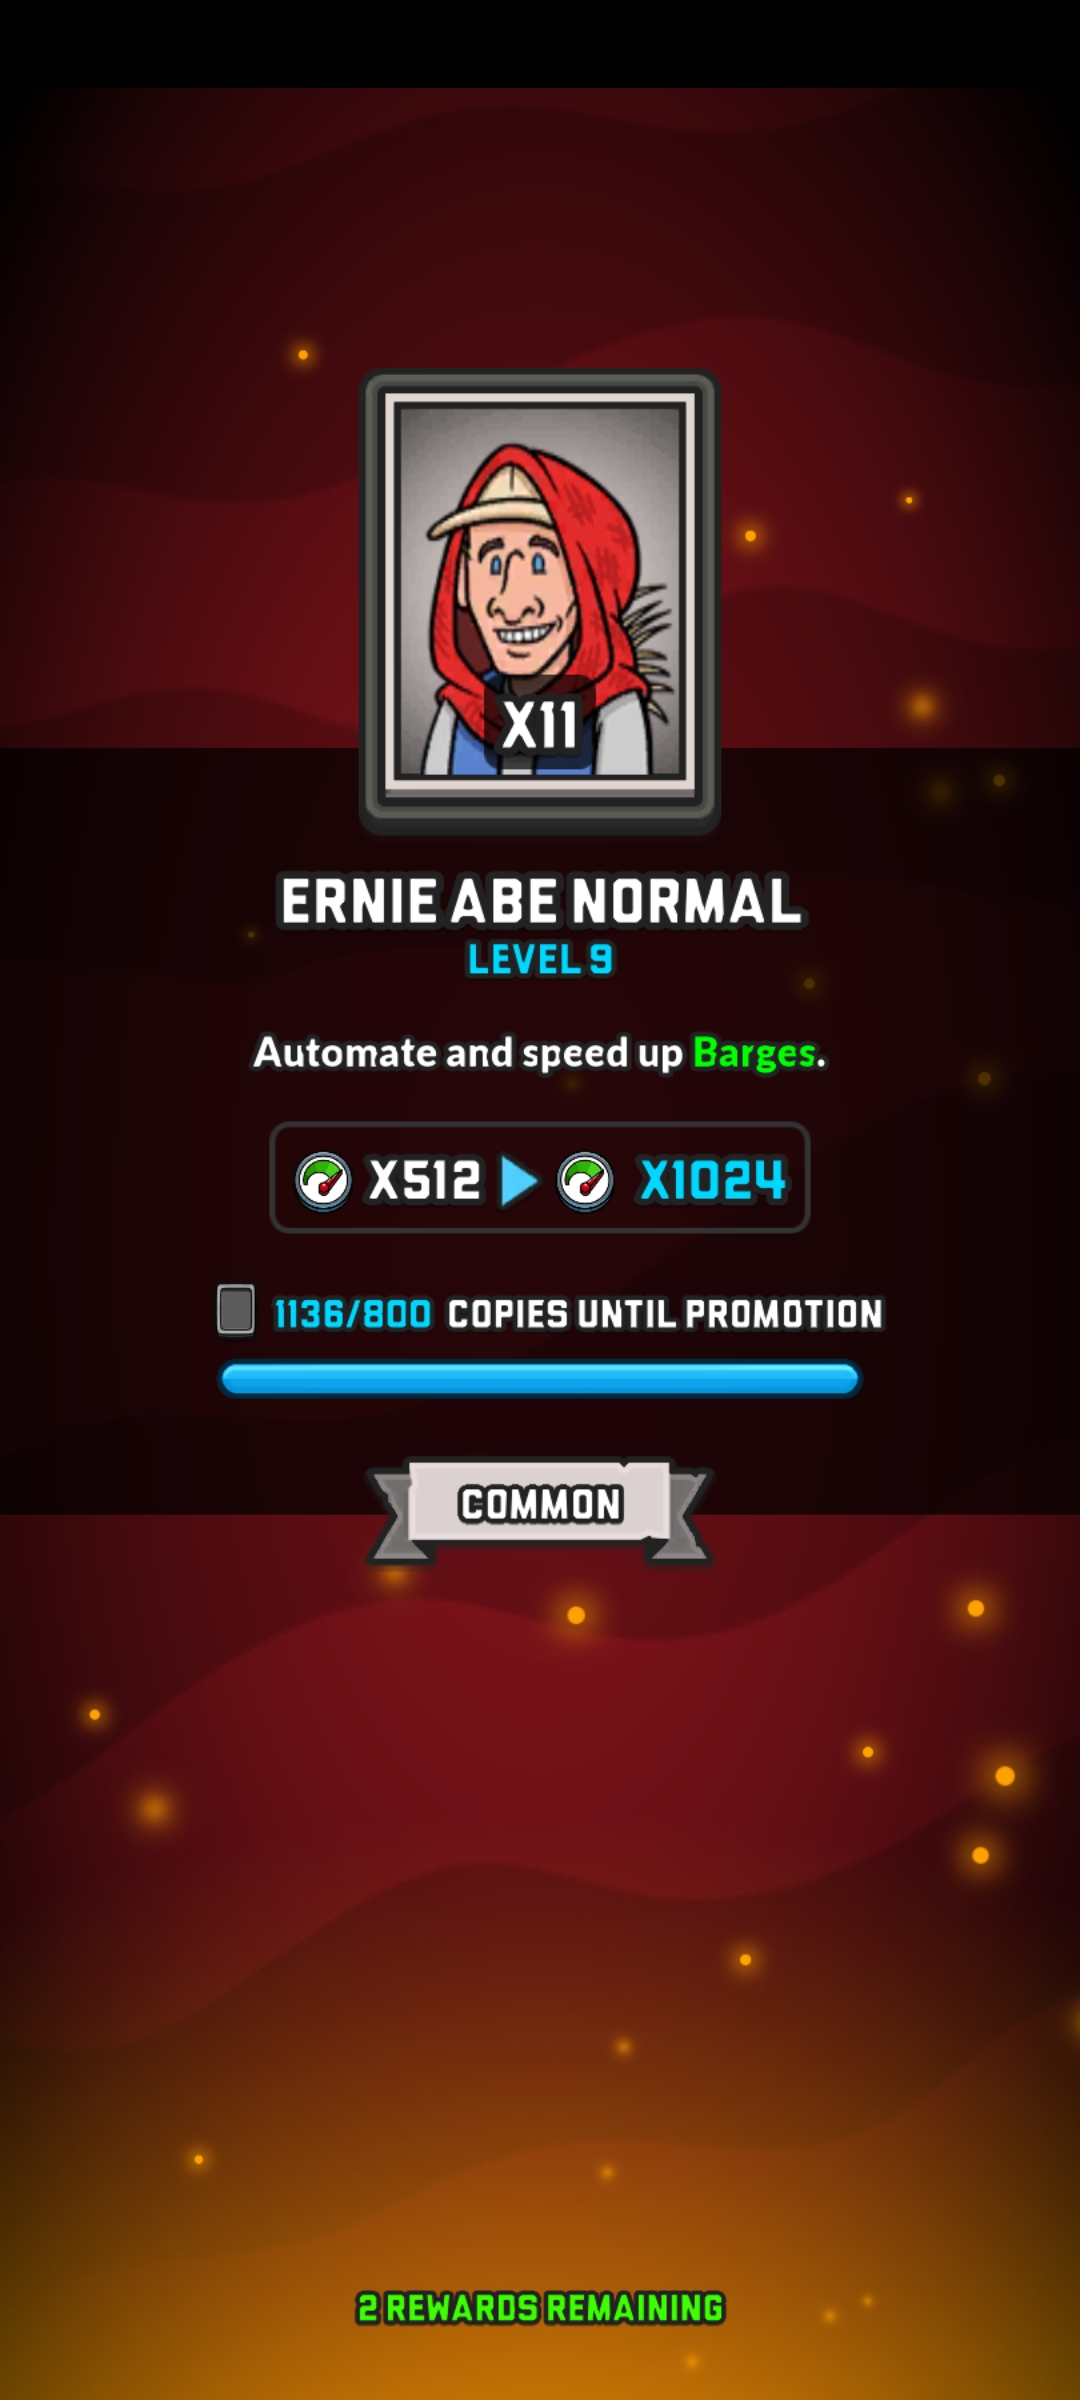 X11
ERNIE ABE NORMAL
LEVEL 9
Automate and speed up Barges.
X512 X1024
1136/800 COPIES UNTIL PROMOTION
COMMON
2 REWARDS REMAINING